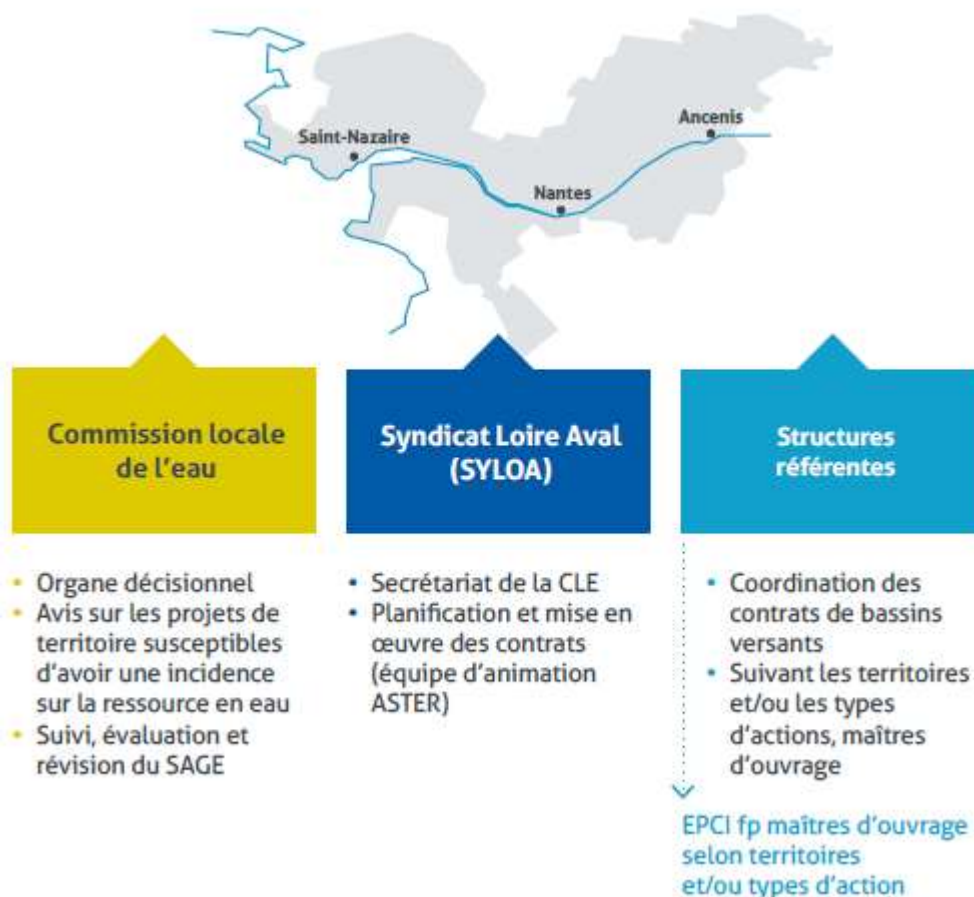 Saint-Nazaire
Ancenis
Nantes
Commission locale
de l'eau
• Organe décisionnel
• Avis sur les projets de
territoire susceptibles
d'avoir une incidence
sur la ressource en eau
• Suivi, évaluation et
révision du SAGE
Syndicat Loire Aval
(SYLOA)
• Secrétariat de la CLE
• Planification et mise en
œuvre des contrats
(équipe d'animation
ASTER)
Structures
référentes
• Coordination des
contrats de bassins
versants
• Suivant les territoires
et/ou les types
d'actions, maîtres
d'ouvrage
EPCI fp maîtres d'ouvrage
selon territoires
et/ou types d'action